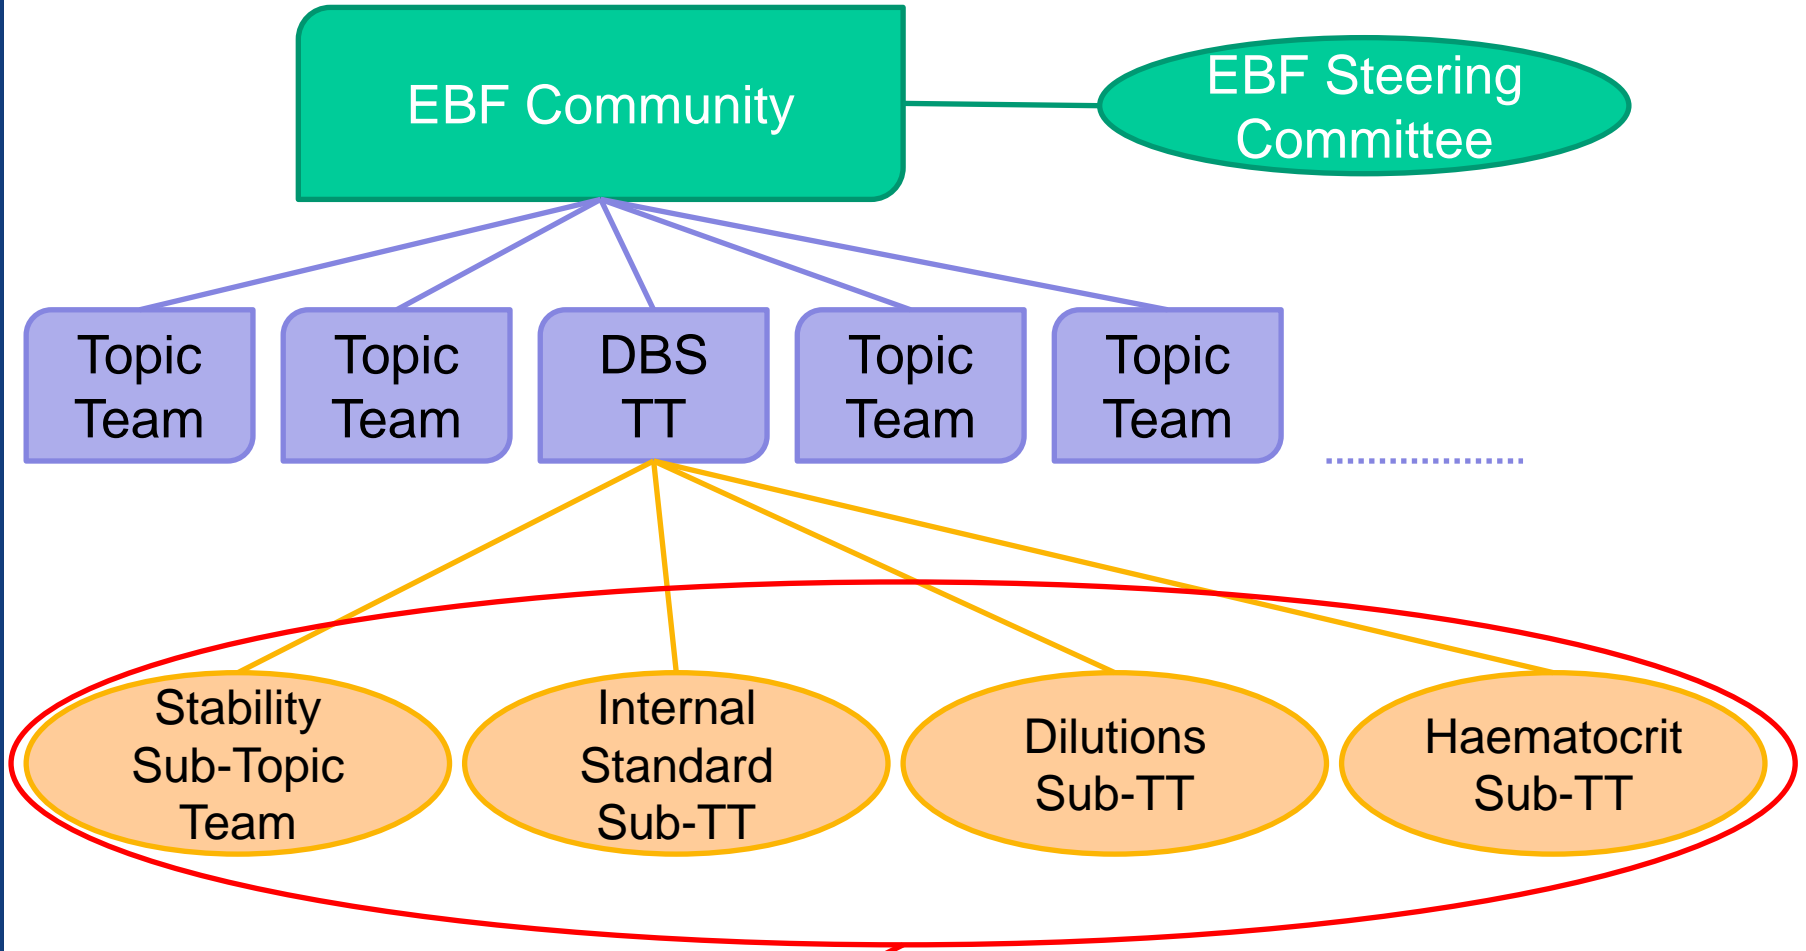 EBF Community
EBF Steering
Committee
Topic
Team
Topic
Team
DBS
TT
Topic
Team
Topic
Team
Stability
Sub-Topic
Team
Internal
Standard
Sub-TT
Dilutions
Sub-TT
Haematocrit
Sub-TT